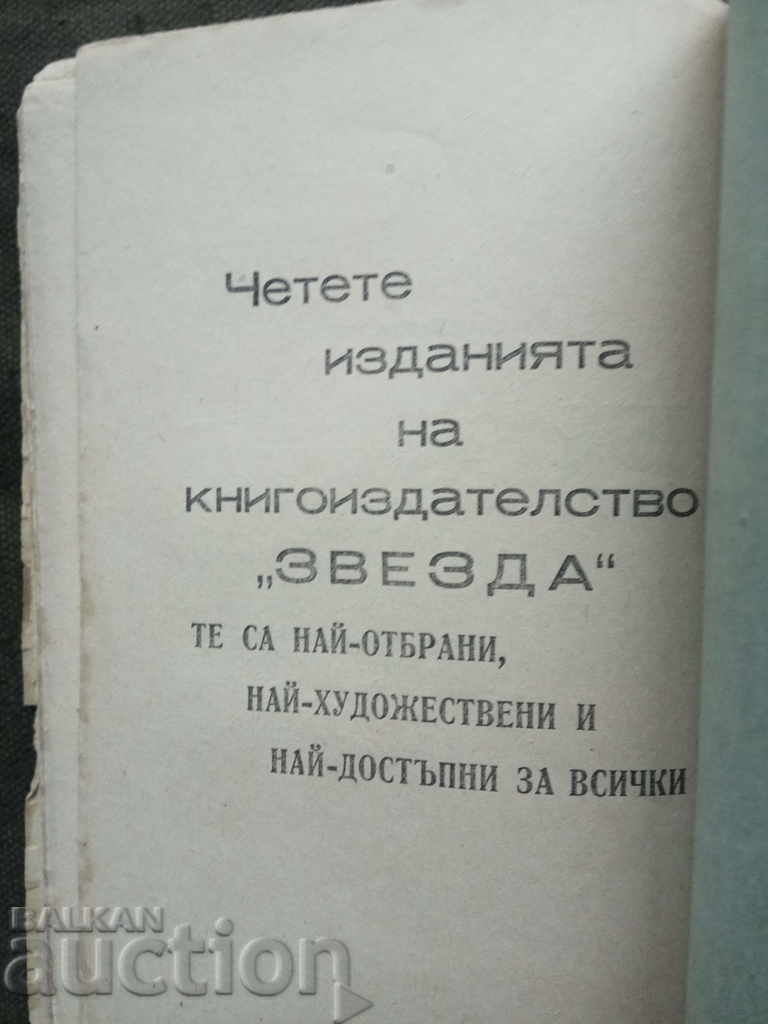 Четете
изданията
на
книгоиздателство
„ЗВЕЗДА“
ТЕ СА НАЙ-ОТБРАНИ,
НАЙ-ХУДОЖЕСТВЕНИ И
НАЙ-ДОСТЪПНИ ЗА ВСИЧКИ
BALKAN
auction